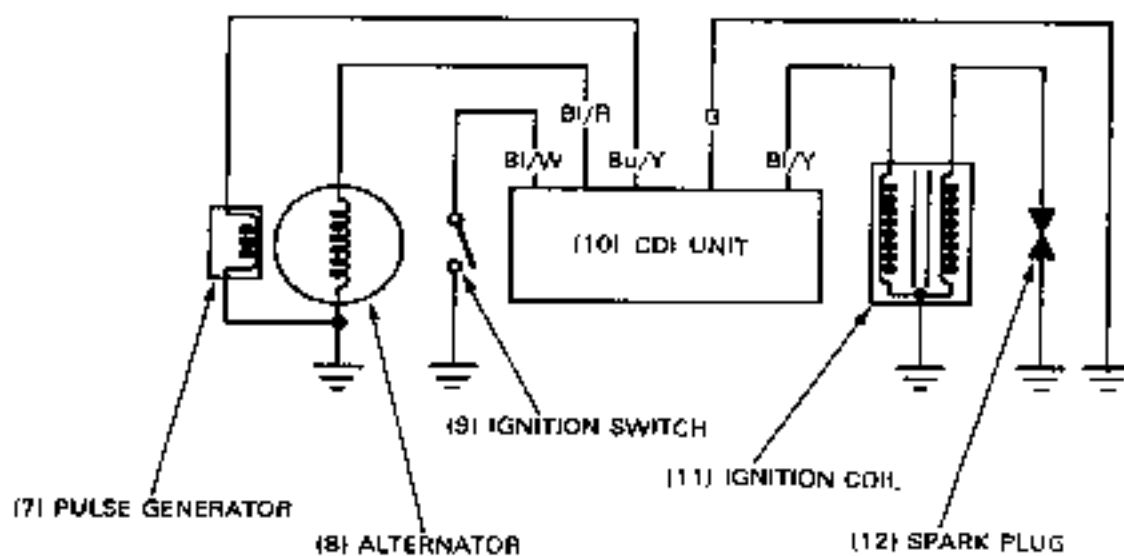 Bl/R
Bl/W
Bu/Y
G
Bl/Y
(10) CDI UNIT
(9) IGNITION SWITCH
(11) IGNITION COIL
(7) PULSE GENERATOR
(8) ALTERNATOR
(12) SPARK PLUG